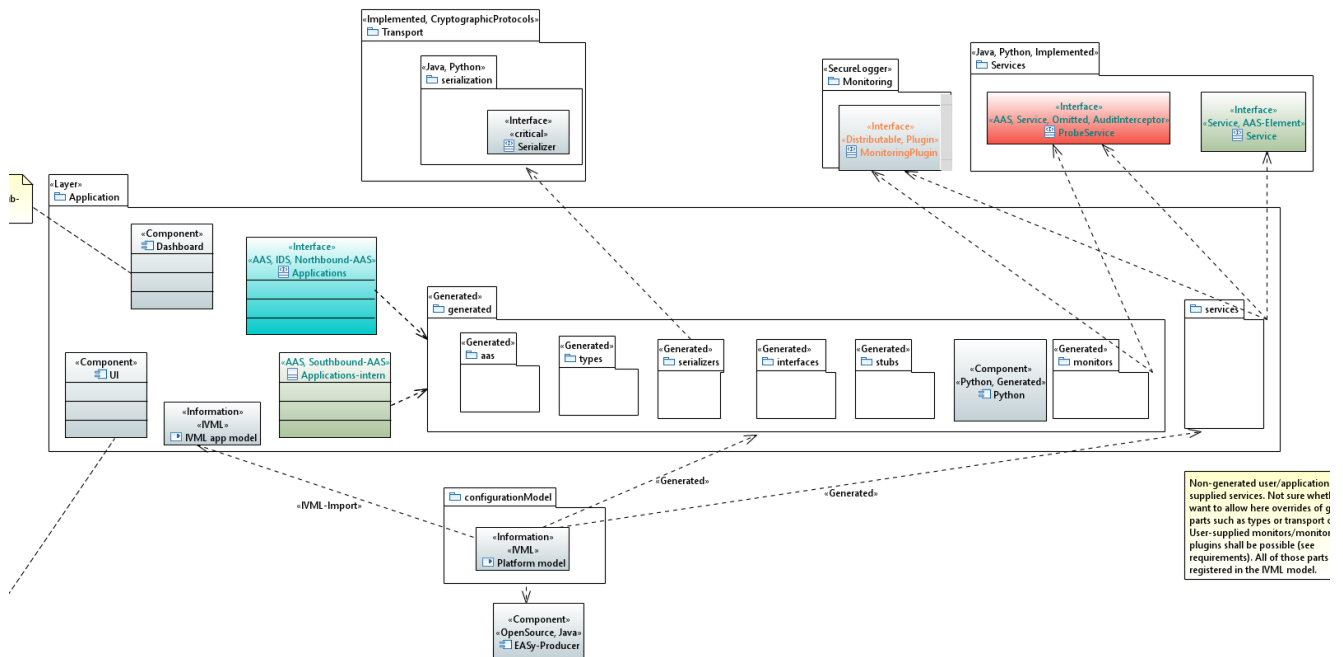 «Implemented, CryptographicProtocols»
Transport
«Java, Python»
serialization
«Interface»
«critical»
Serializer
«SecureLogger»
Monitoring
«Interface»
«Distributable, Plugin»
MonitoringPlugin
«Java, Python, Implemented»
Services
«Interface»
«AAS, Service, Omitted, AuditInterceptor»
ProbeService
«Interface»
«Service, AAS-Element»
Service
«Layer»
Application
«Component»
Dashboard
«Interface»
«AAS, IDS, Northbound-AAS»
Applications
«Component»
UI
«AAS, Southbound-AAS»
Applications-intern
«Information»
«IVML»
IVML app model
«Generated»
generated
«Generated»
aas
«Generated»
types
«Generated»
serializers
«Generated»
interfaces
«Generated»
stubs
«Component»
«Python, Generated»
Python
«Generated»
monitors
services
«IVML-Import»
«Generated»
«Generated»
configurationModel
«Information»
«IVML»
Platform model
«Component»
«OpenSource, Java»
EASy-Producer
Non-generated user/application
supplied services. Not sure wheth
want to allow here overrides of g
parts such as types or transport c
User-supplied monitors/monitor
plugins shall be possible (see
requirements). All of those parts
registered in the IVML model.